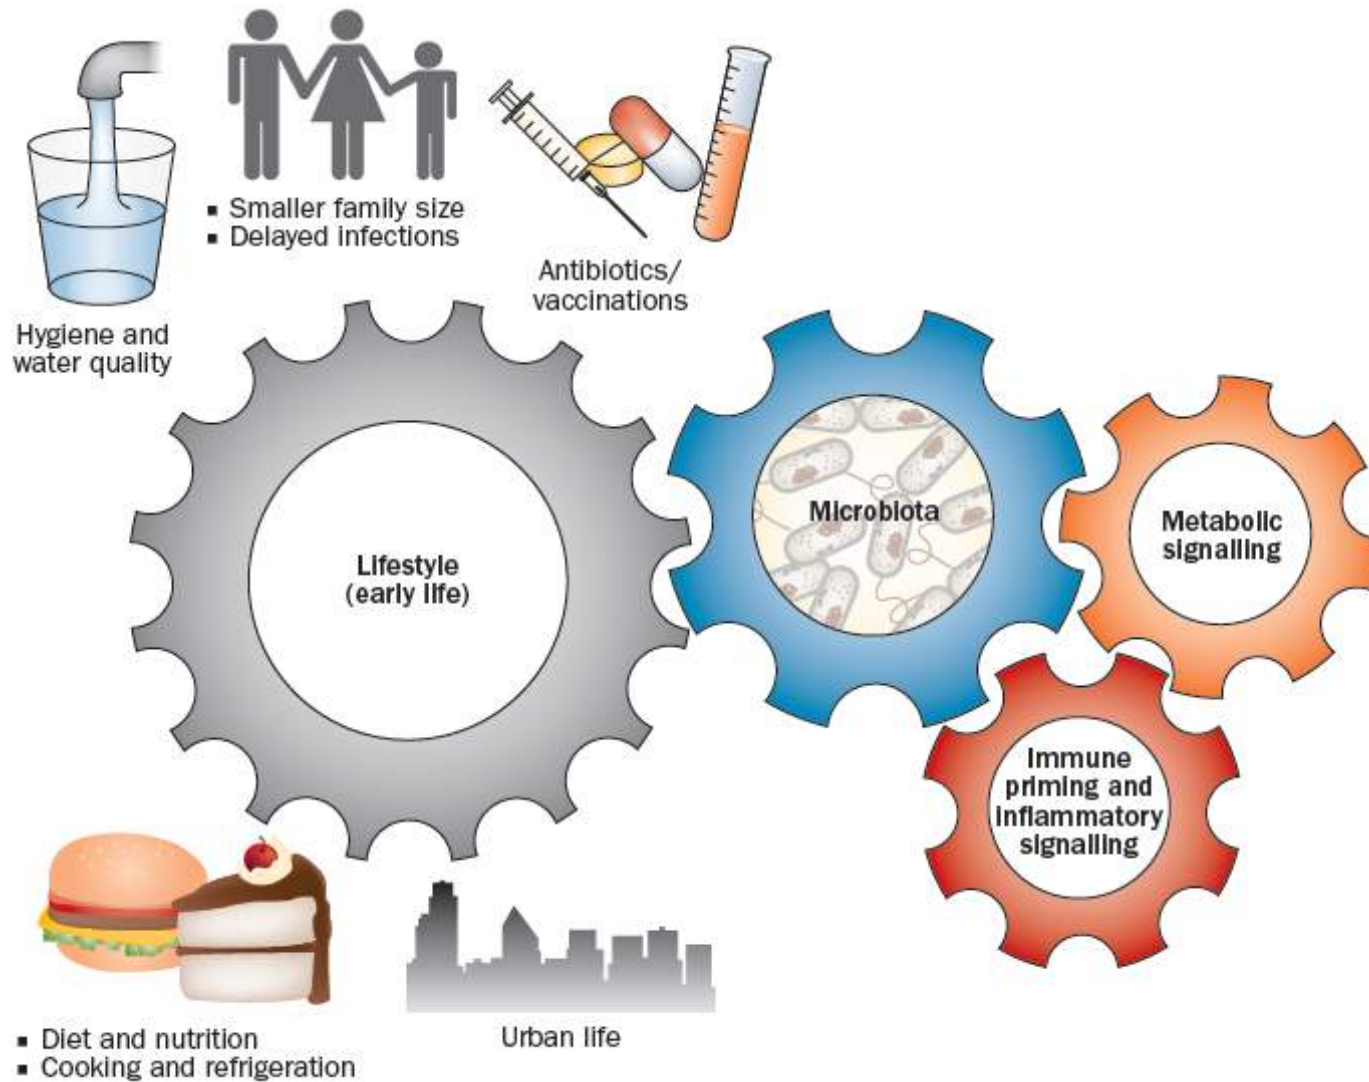 ▪ Smaller family size
▪ Delayed infections
Antibiotics/
vaccinations
Hygiene and
water quality
Lifestyle
(early life)
Microbiota
Metabolic
signalling
Immune
priming and
inflammatory
signalling
▪ Diet and nutrition
▪ Cooking and refrigeration
Urban life